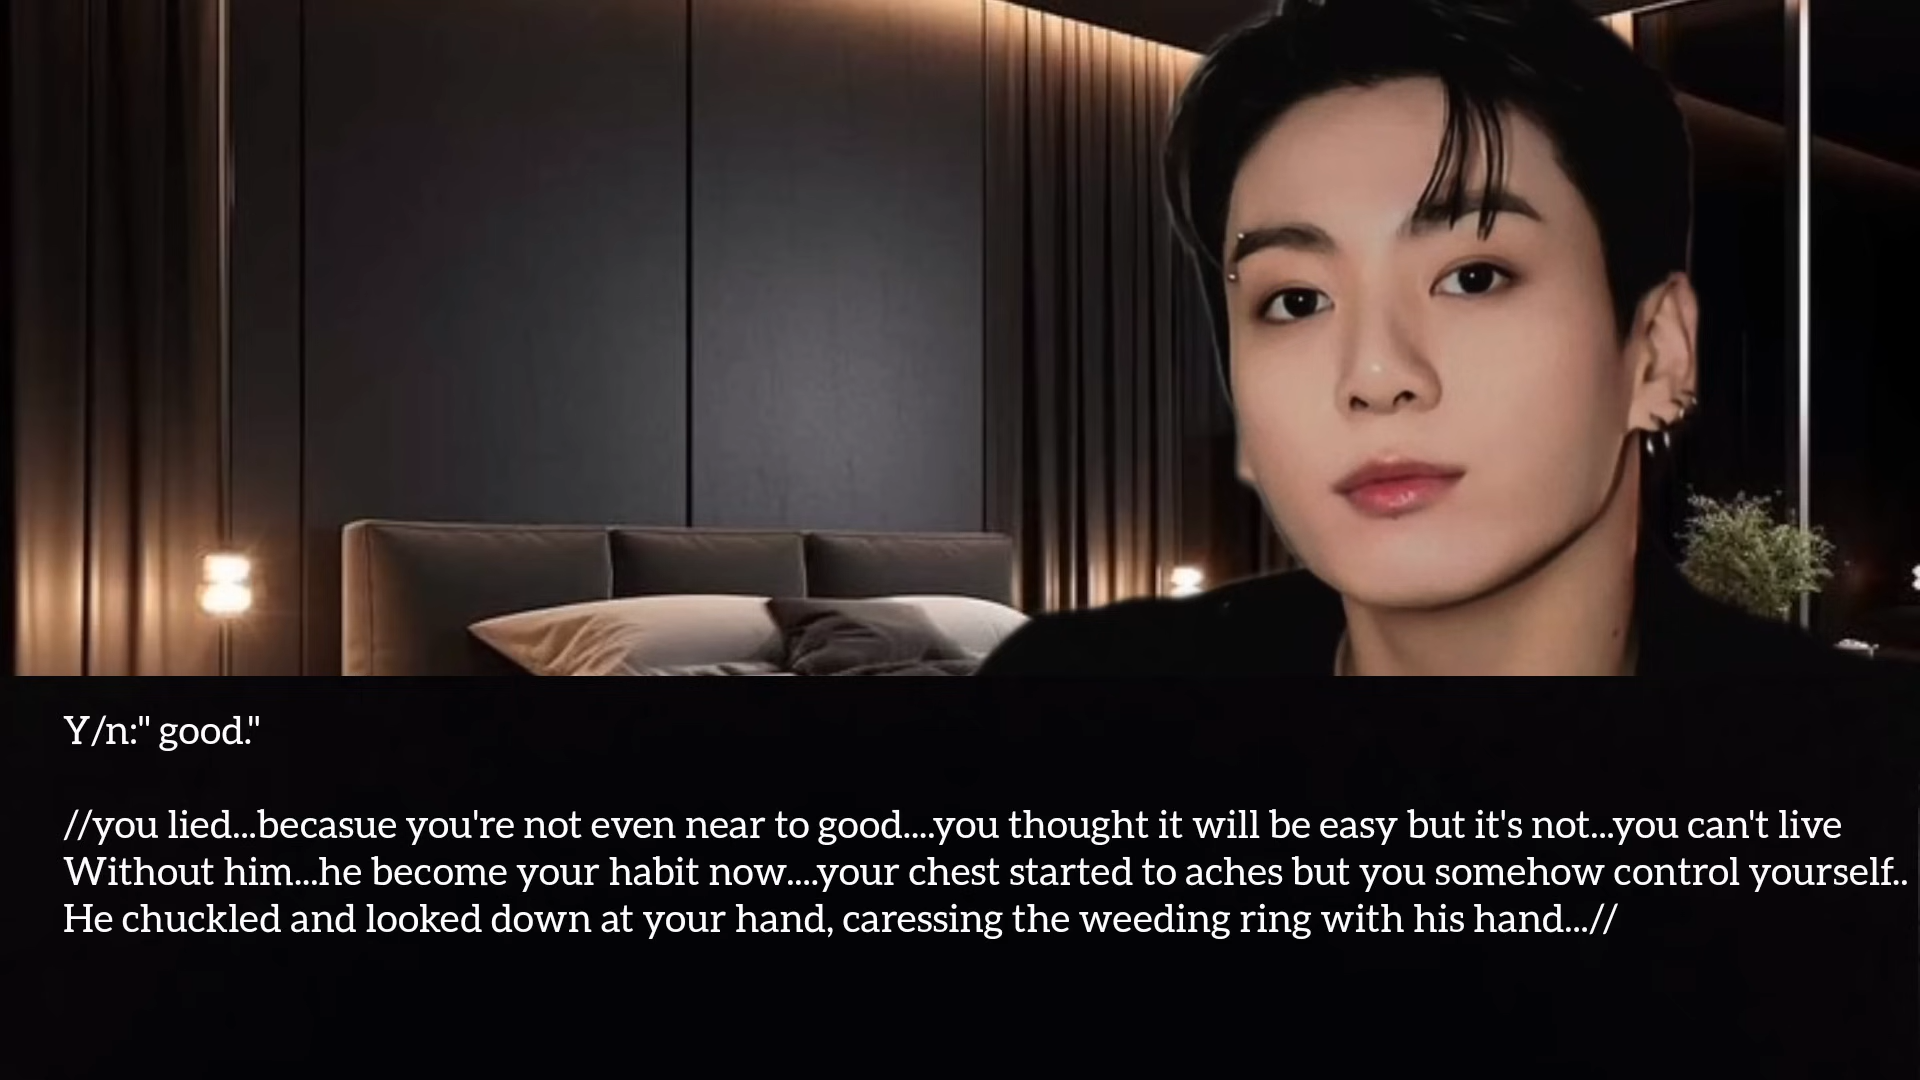 Y/n:" good."
//you lied...becasue you're not even near to good....you thought it will be easy but it's not...you can't live
Without him...he become your habit now....your chest started to aches but you somehow control yourself..
He chuckled and looked down at your hand, caressing the weeding ring with his hand...//